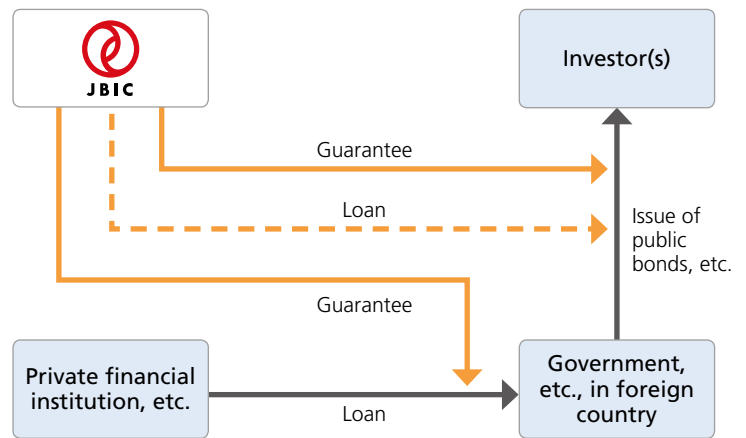 JBIC
Investor(s)
Guarantee
Loan
Issue of
public
bonds, etc.
Guarantee
Private financial
institution, etc.
Loan
Government,
etc., in foreign
country